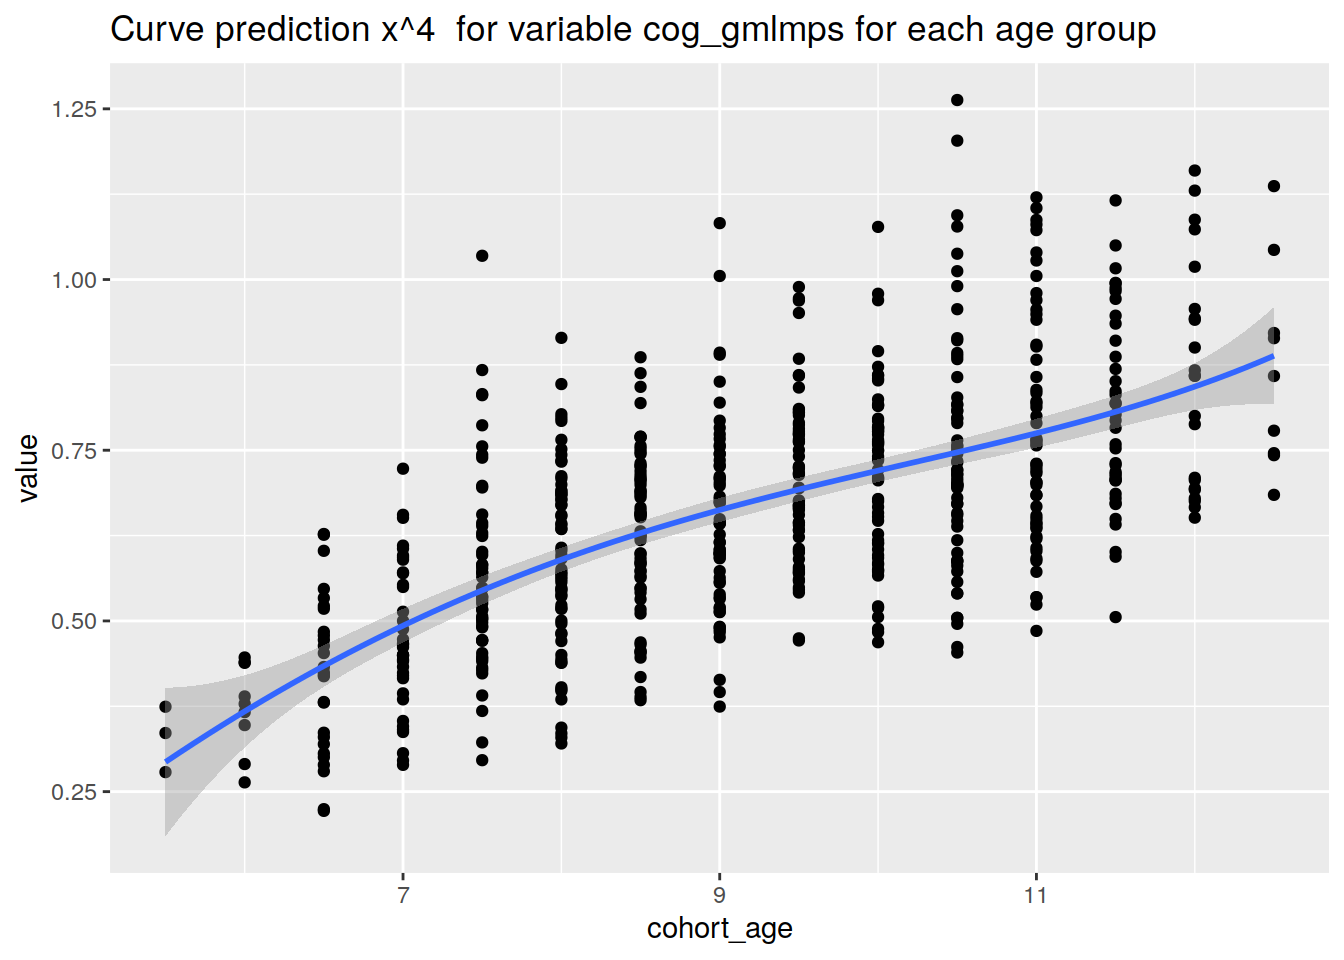 Curve prediction x^4  for variable cog_gmlmps for each age group
1.25
1.00
0.75
0.50
0.25
value
7 9 11
cohort_age